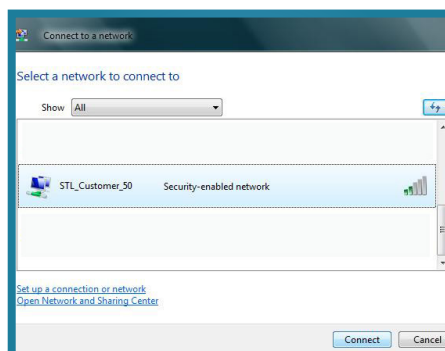 Connect to a network
Select a network to connect to
Show All
STL_Customer_50 Security-enabled network
Set up a connection or network
Open Network and Sharing Center
Connect Cancel